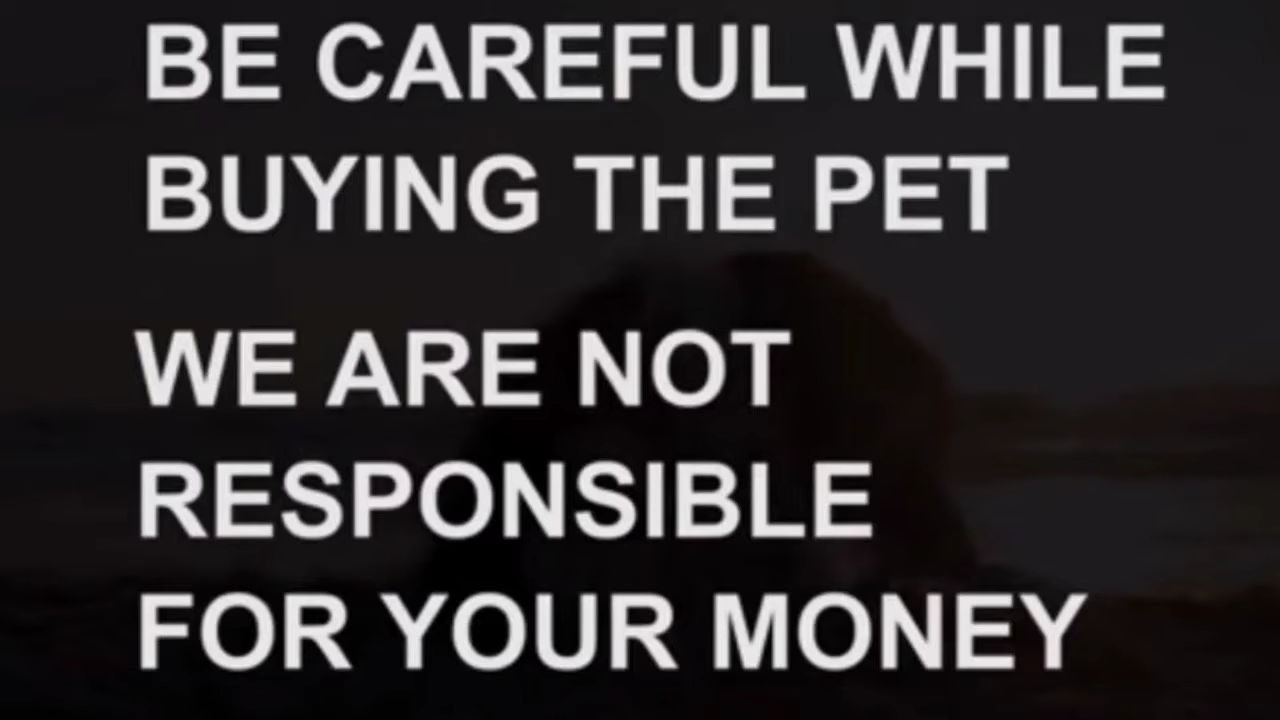 BE CAREFUL WHILE
BUYING THE PET
WE ARE NOT
RESPONSIBLE
FOR YOUR MONEY